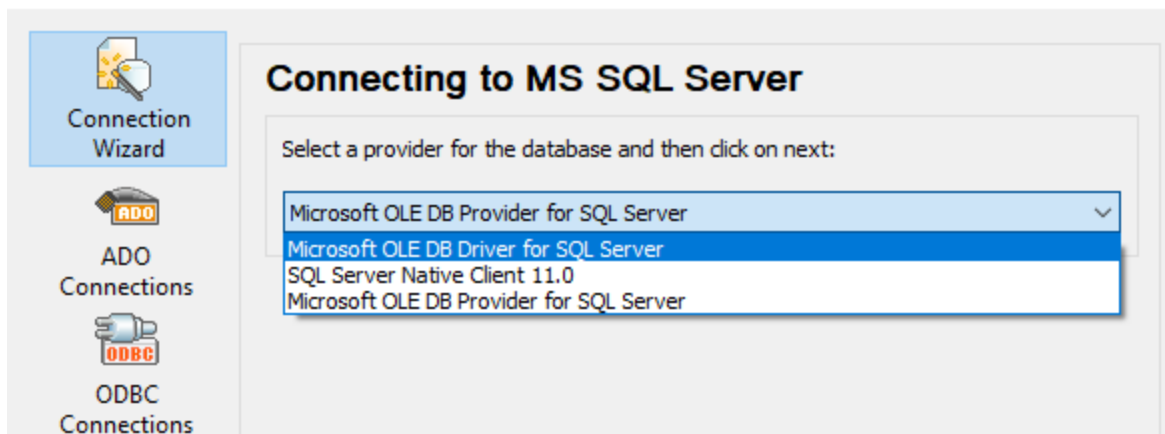 Connection
Wizard
ADO
ADO
Connections
ODBC
ODBC
Connections
Connecting to MS SQL Server
Select a provider for the database and then click on next:
Microsoft OLE DB Provider for SQL Server
Microsoft OLE DB Driver for SQL Server
SQL Server Native Client 11.0
Microsoft OLE DB Provider for SQL Server